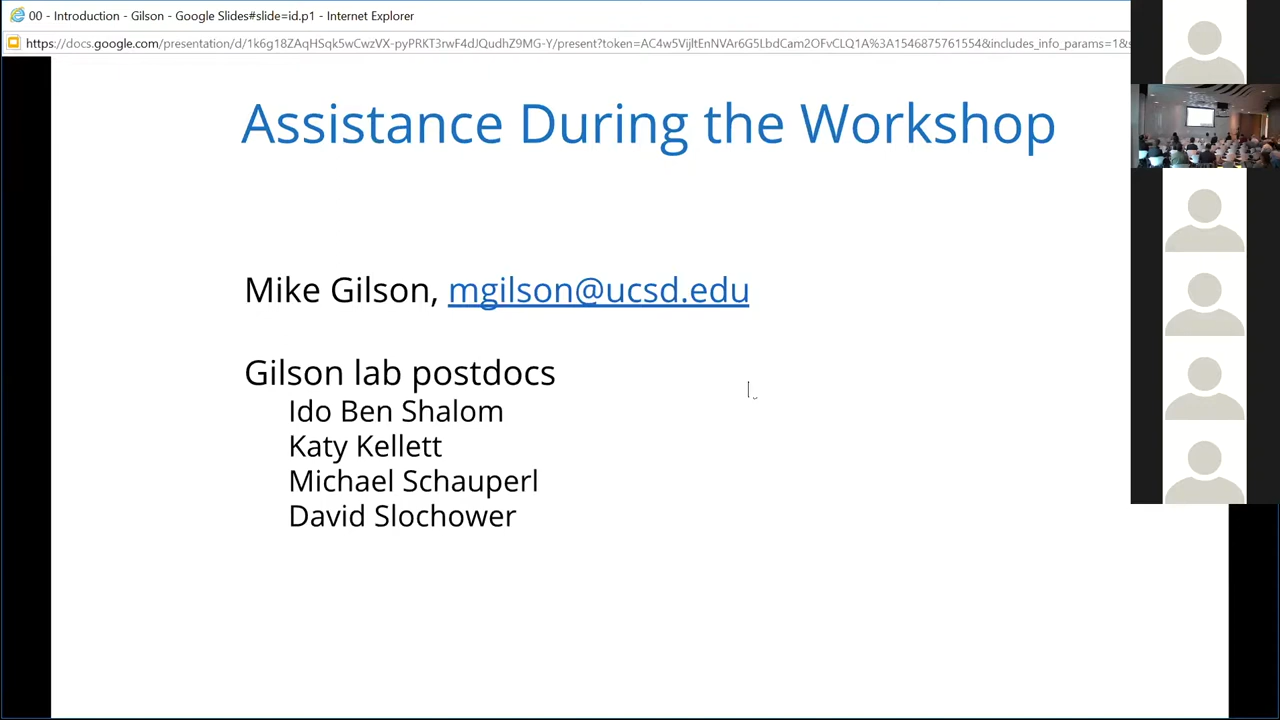 00 - Introduction - Gilson - Google Slides#slide=id.p1 - Internet Explorer
https://docs.google.com/presentation/d/1k6g18ZAqHSqk5wCwzVX-pyPRKT3rwF4dJQudhZ9MG-Y/present?token=AC4w5VijltEnNVAr6G5LbdCam2OFvCLQ1A%3A1546875761554&includes_info_params=1&s
Assistance During the Workshop
Mike Gilson, mgilson@ucsd.edu
Gilson lab postdocs
Ido Ben Shalom
Katy Kellett
Michael Schauperl
David Slochower